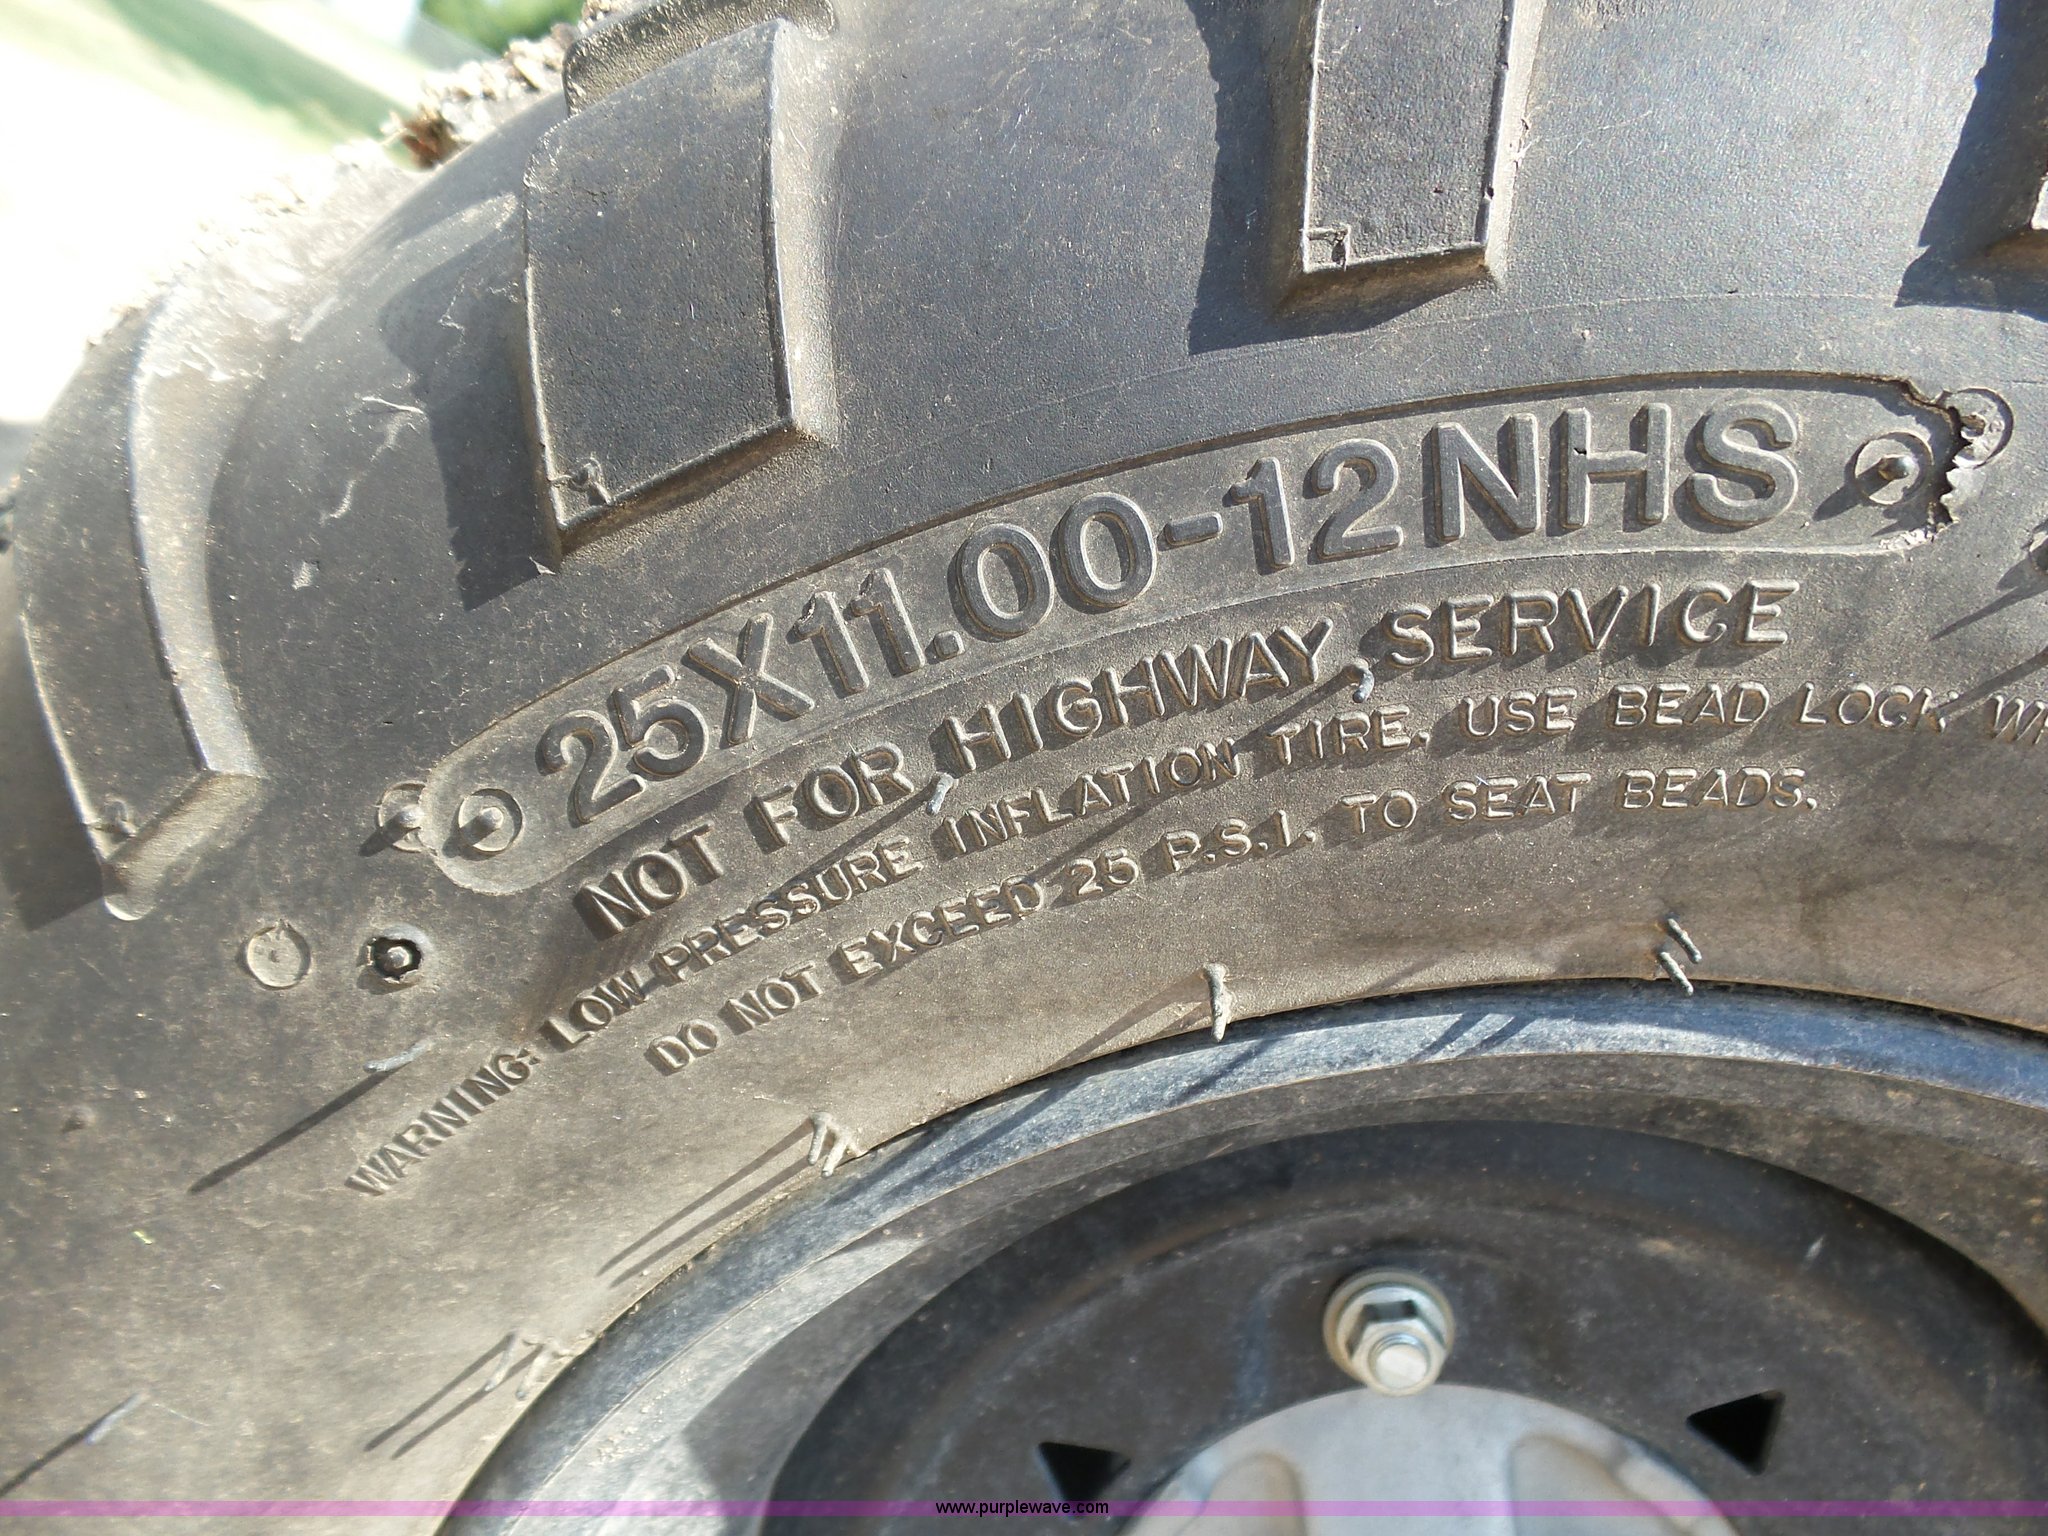 25X11.00-12NHS
NOT FOR HIGHWAY SERVICE
WARNING: LOW-PRESSURE INFLATION TIRE. USE BEAD LOCK
DO NOT EXCEED 25 P.S.I. TO SEAT BEADS.
www.purplewave.com